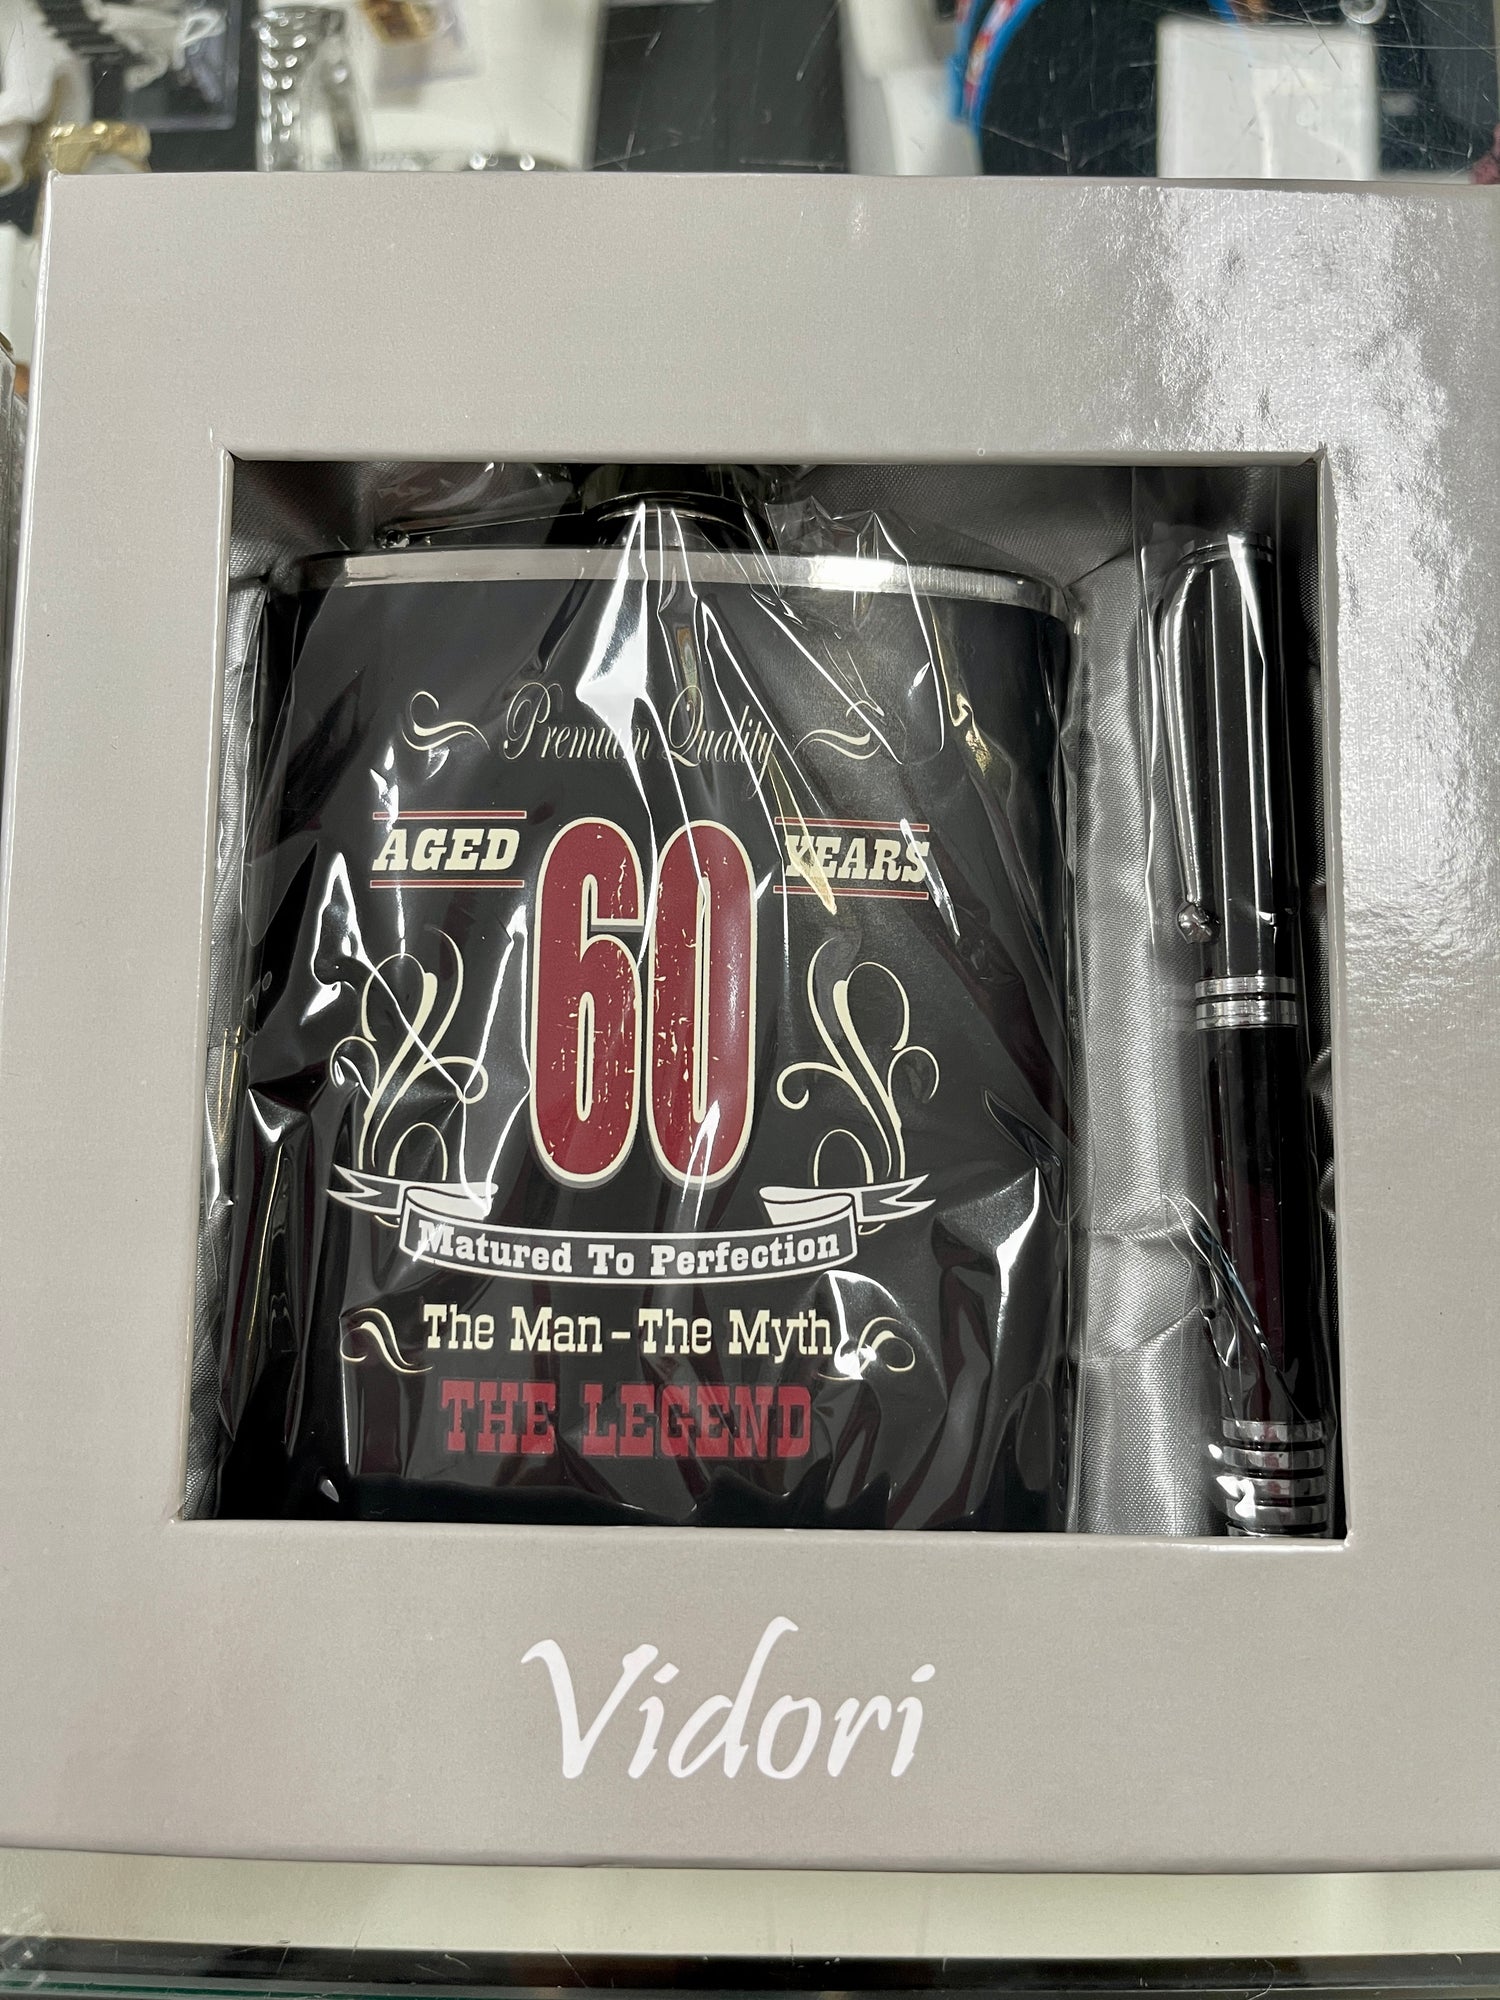 Premium Quality
AGED 60 YEARS
Matured To Perfection
The Man - The Myth
THE LEGEND
Vidori